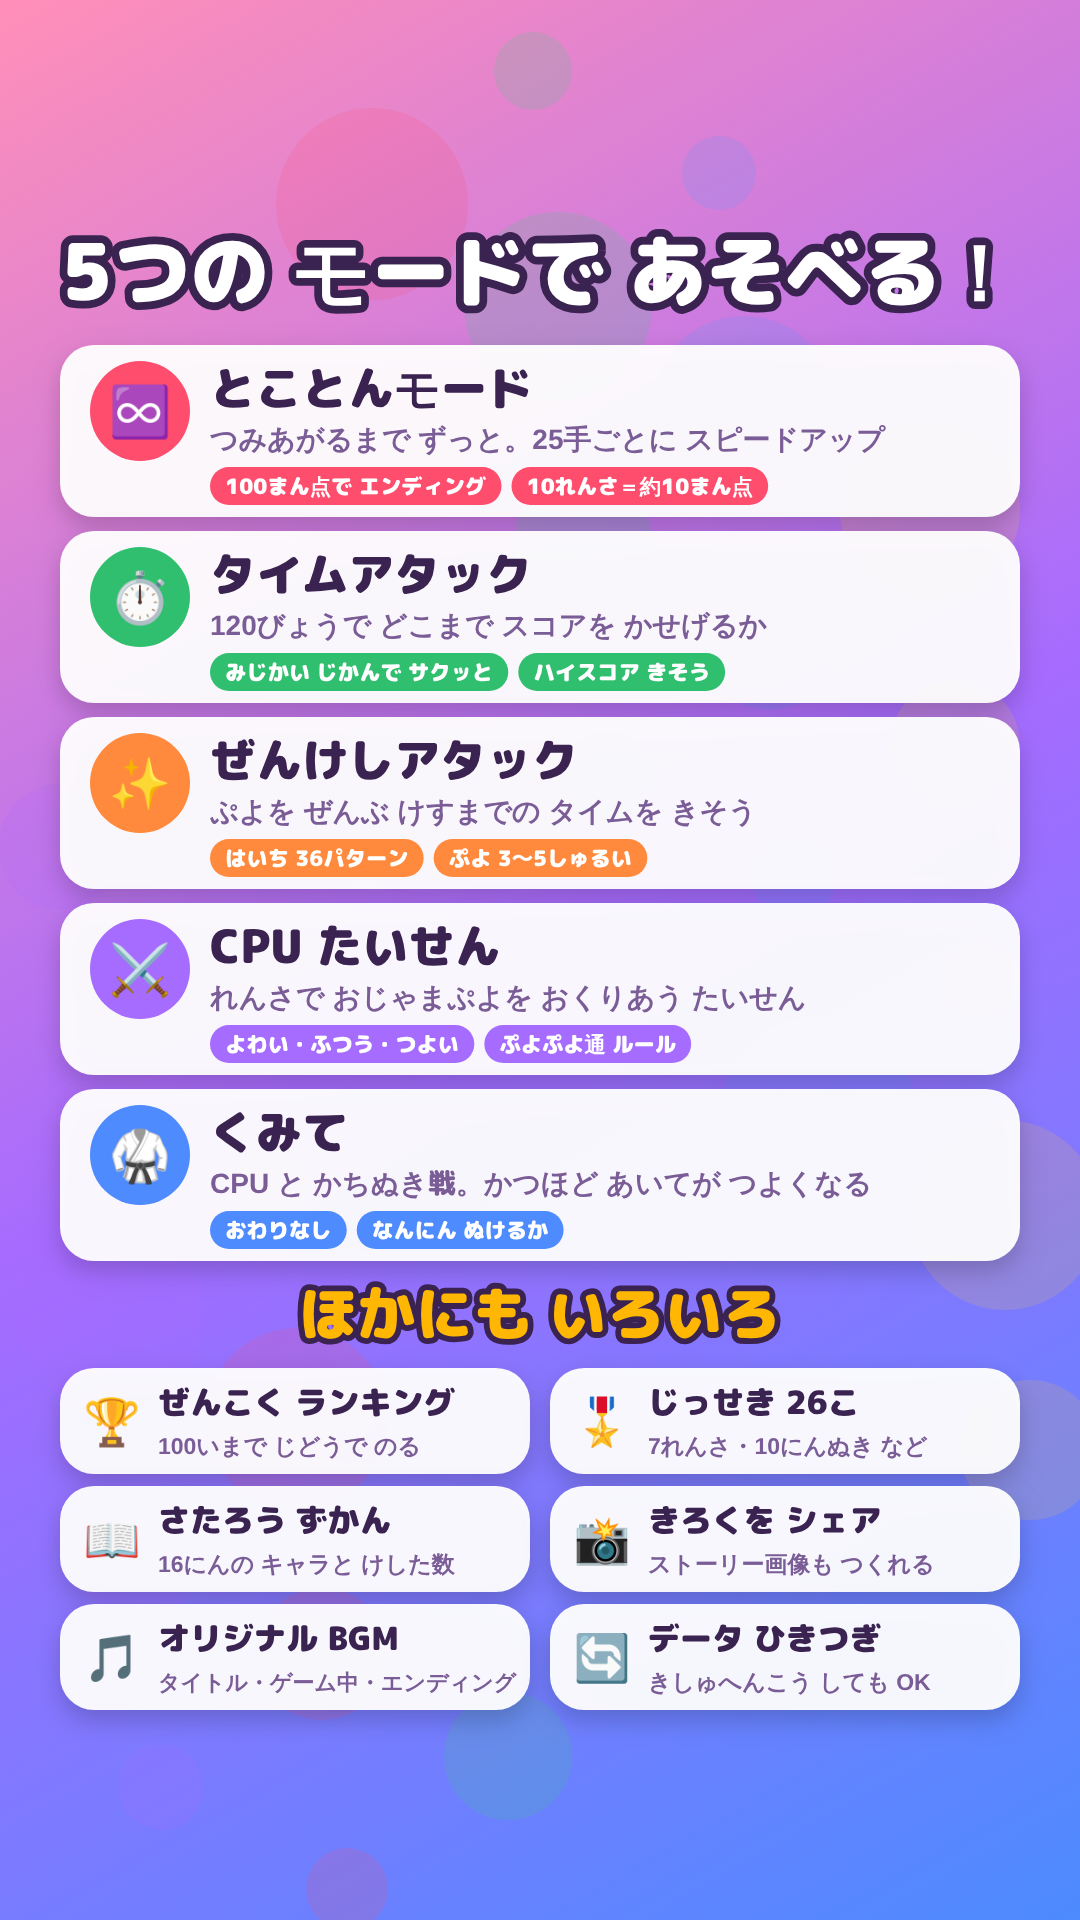 5つの モードで あそべる！
とことんモード
つみあがるまで ずっと。25手ごとに スピードアップ
100まん点で エンディング 10れんさ＝約10まん点
タイムアタック
120びょうで どこまで スコアを かせげるか
みじかい じかんで サクッと ハイスコア きそう
ぜんけしアタック
ぷよを ぜんぶ けすまでの タイムを きそう
はいち 36パターン ぷよ 3〜5しゅるい
CPU たいせん
れんさで おじゃまぷよを おくりあう たいせん
よわい・ふつう・つよい ぷよぷよ通 ルール
くみて
CPU と かちぬき戦。かつほど あいてが つよくなる
おわりなし なんにん ぬけるか
ほかにも いろいろ
ぜんこく ランキング
100いまで じどうで のる
じっせき 26こ
7れんさ・10にんぬき など
さたろう ずかん
16にんの キャラと けした数
きろくを シェア
ストーリー画像も つくれる
オリジナル BGM
タイトル・ゲーム中・エンディング
データ ひきつぎ
きしゅへんこう しても OK